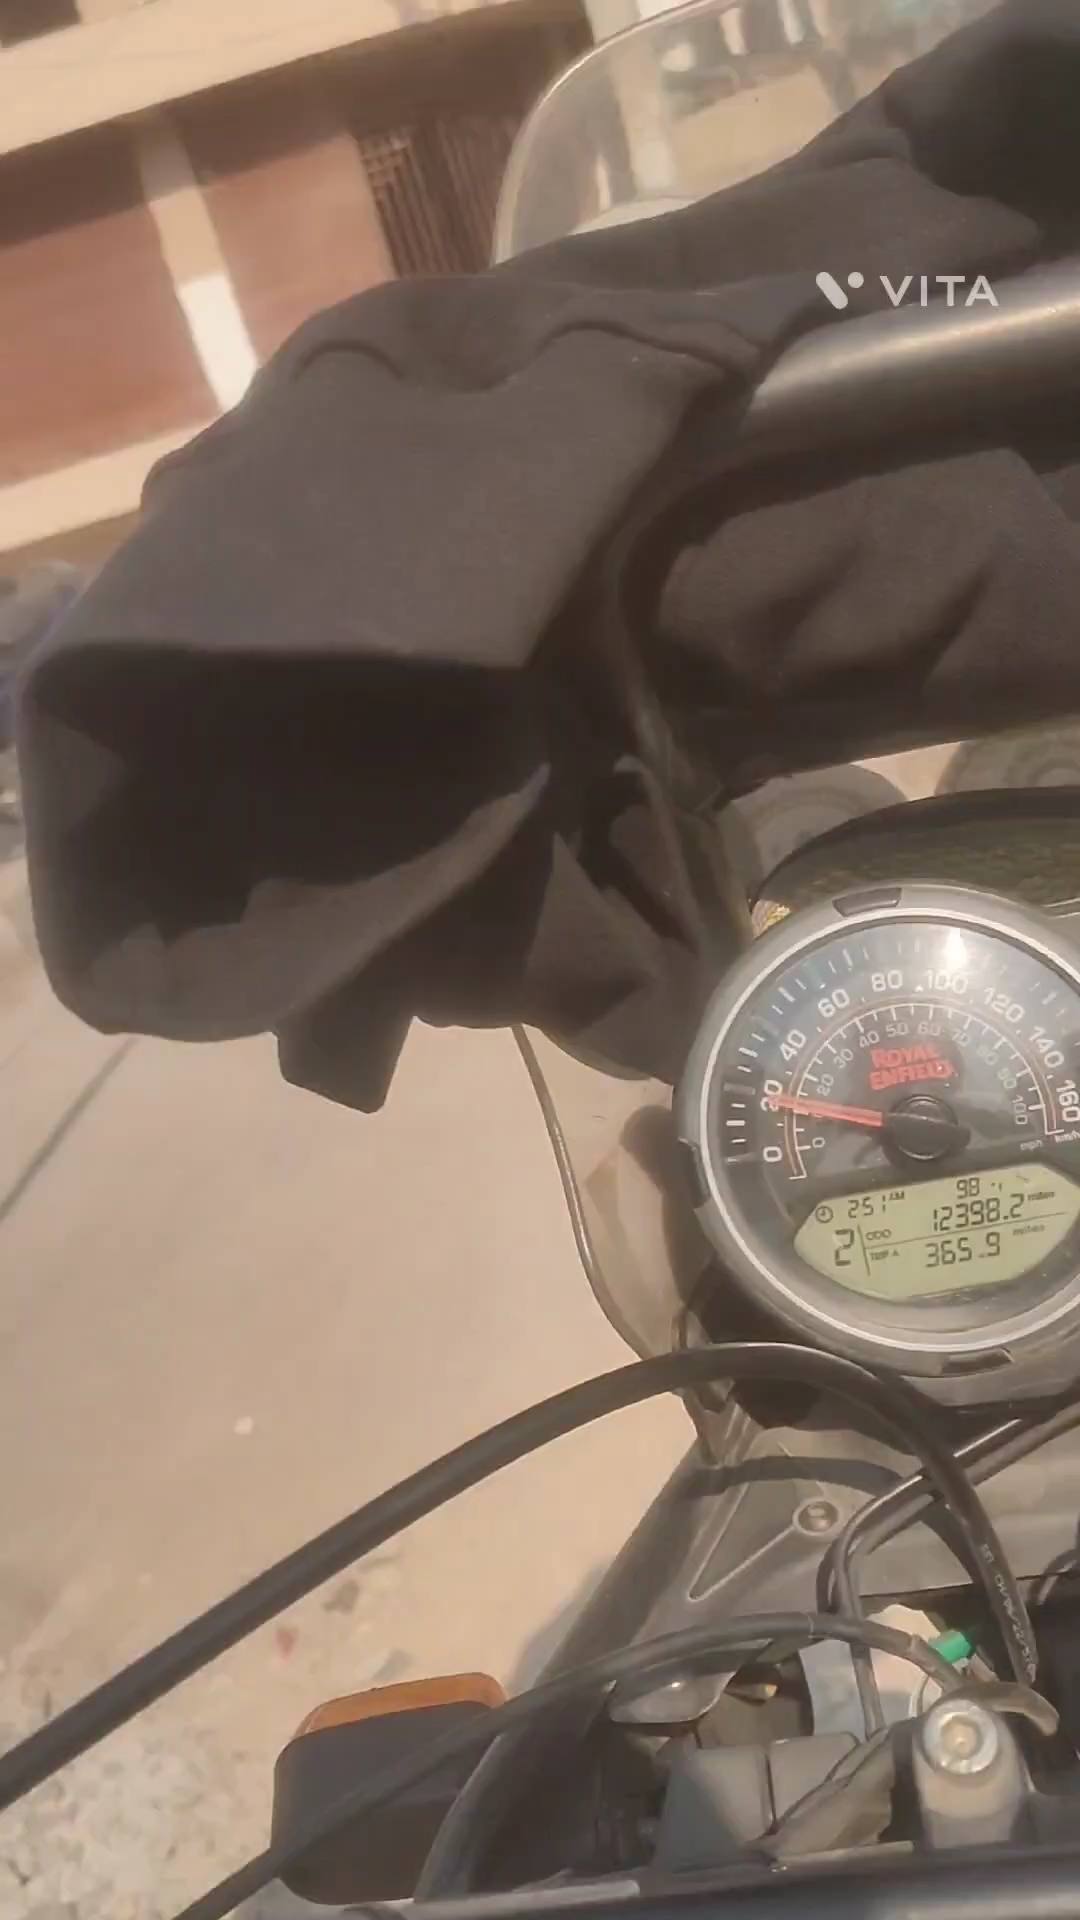 VITA
0 20 40 60 80 100 120 140 160
0 20 30 40 50 60 70 80 90 100
ROYAL
ENFIELD
mph km/h
2:51 AM 98
2 ODO 12398.2 miles
TRIP A 365.9 miles